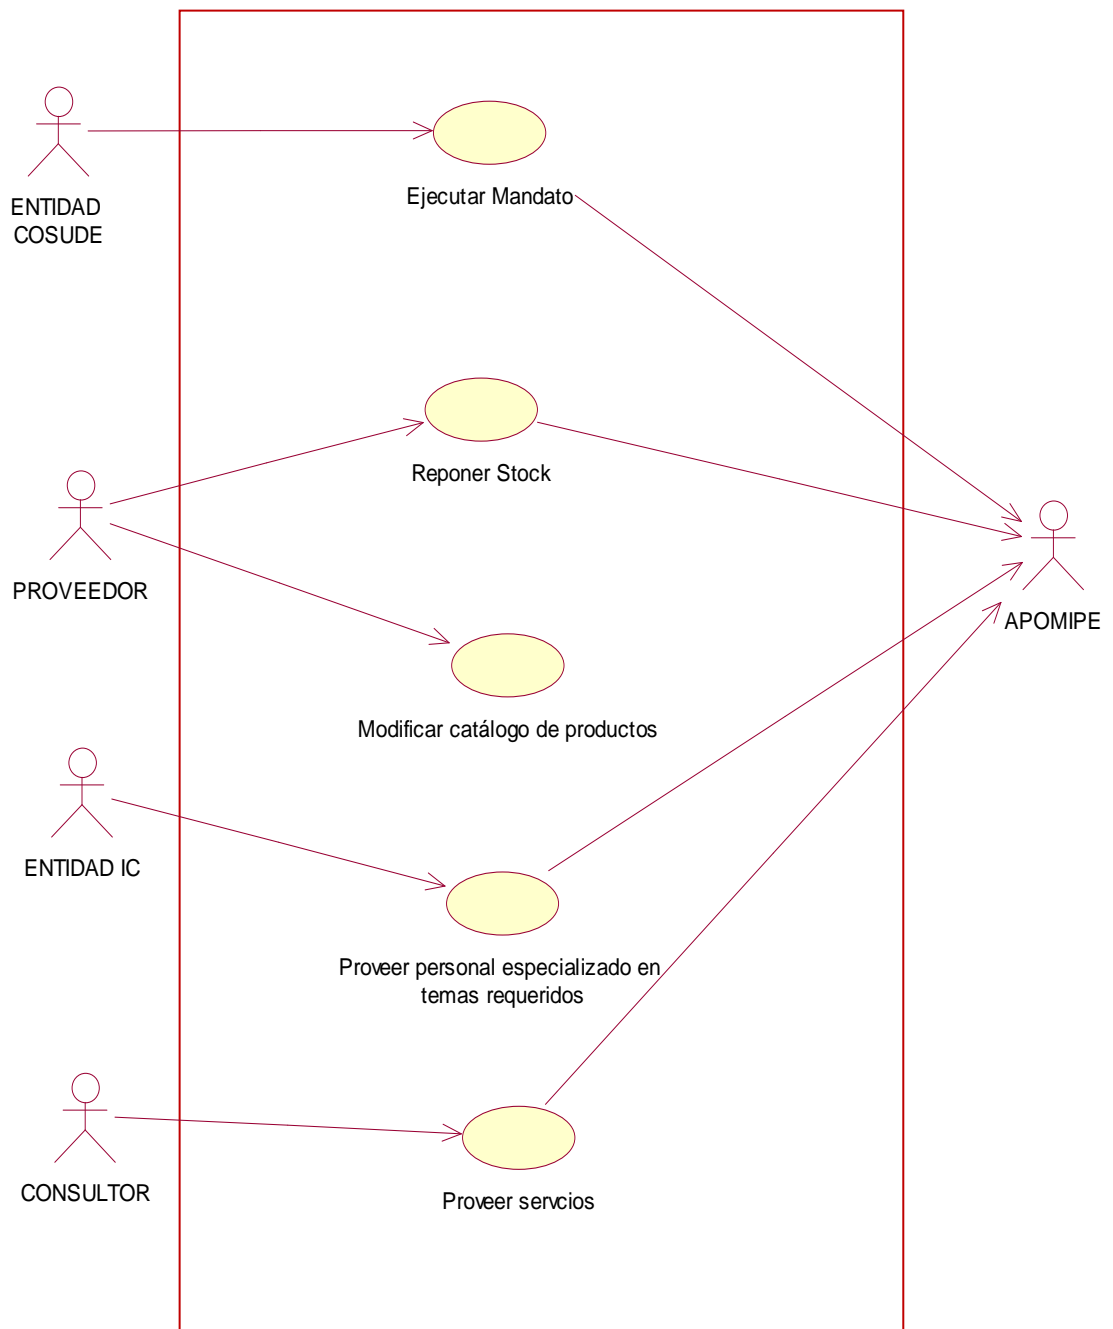 ENTIDAD
COSUDE
Ejecutar Mandato
Reponer Stock
PROVEEDOR
APOMIPE
Modificar catálogo de productos
ENTIDAD IC
Proveer personal especializado en
temas requeridos
CONSULTOR
Proveer servcios